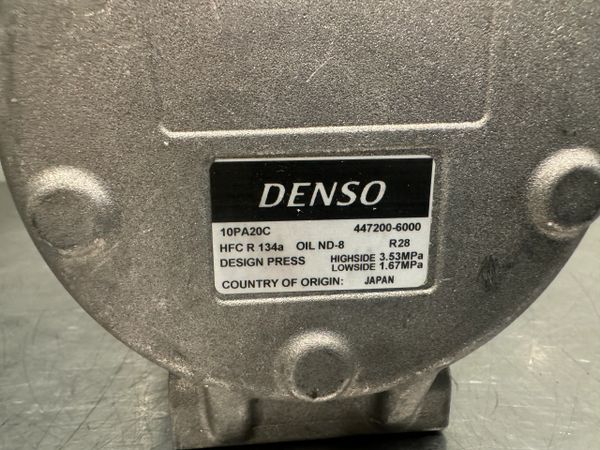 DENSO
10PA20C 447200-6000
HFC R 134a OIL ND-8 R28
DESIGN PRESS HIGHSIDE 3.53MPa
LOWSIDE 1.67MPa
COUNTRY OF ORIGIN: JAPAN